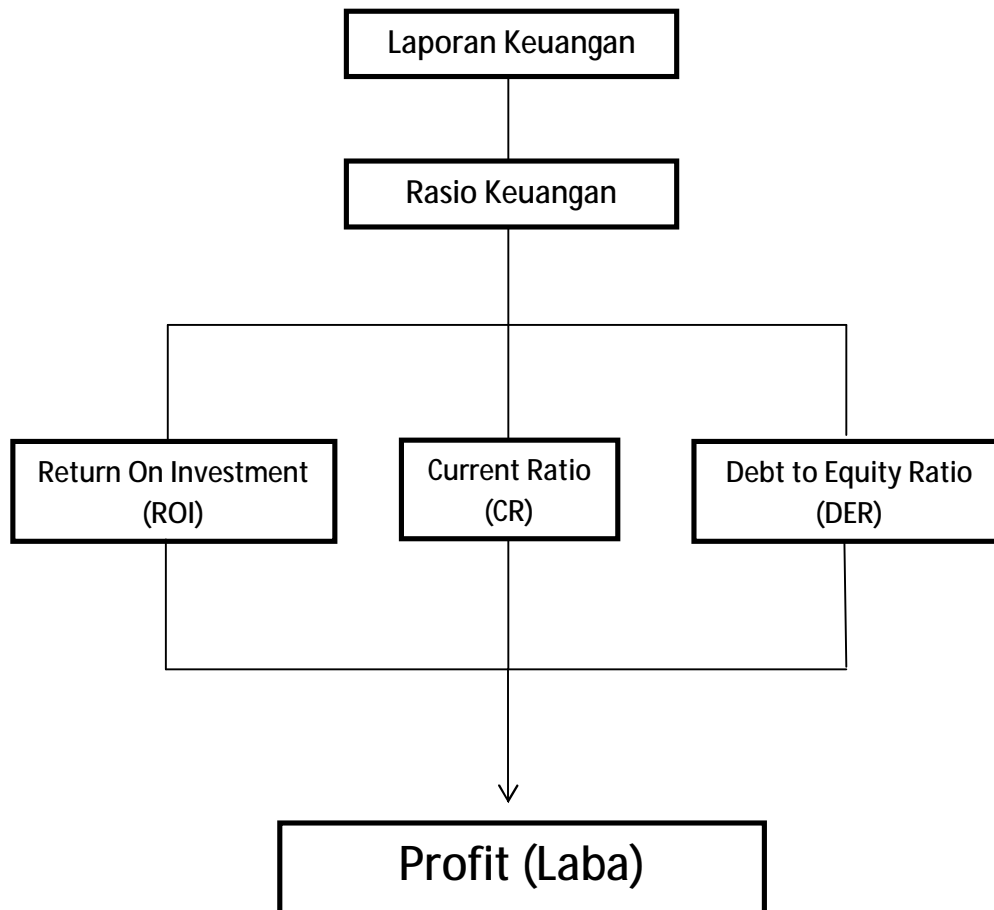 Laporan Keuangan
Rasio Keuangan
Return On Investment
(ROI)
Current Ratio
(CR)
Debt to Equity Ratio
(DER)
Profit (Laba)